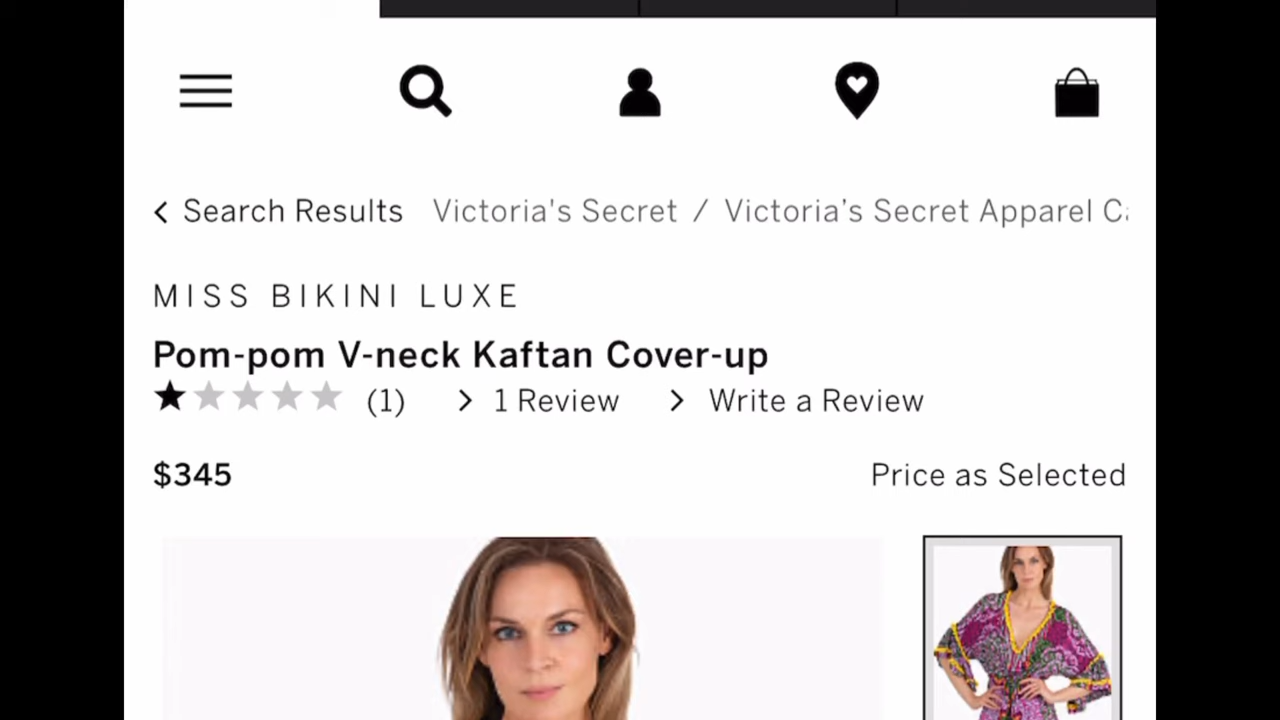 Search Results Victoria's Secret / Victoria’s Secret Apparel
MISS BIKINI LUXE
Pom-pom V-neck Kaftan Cover-up
(1) 1 Review Write a Review
$345 Price as Selected